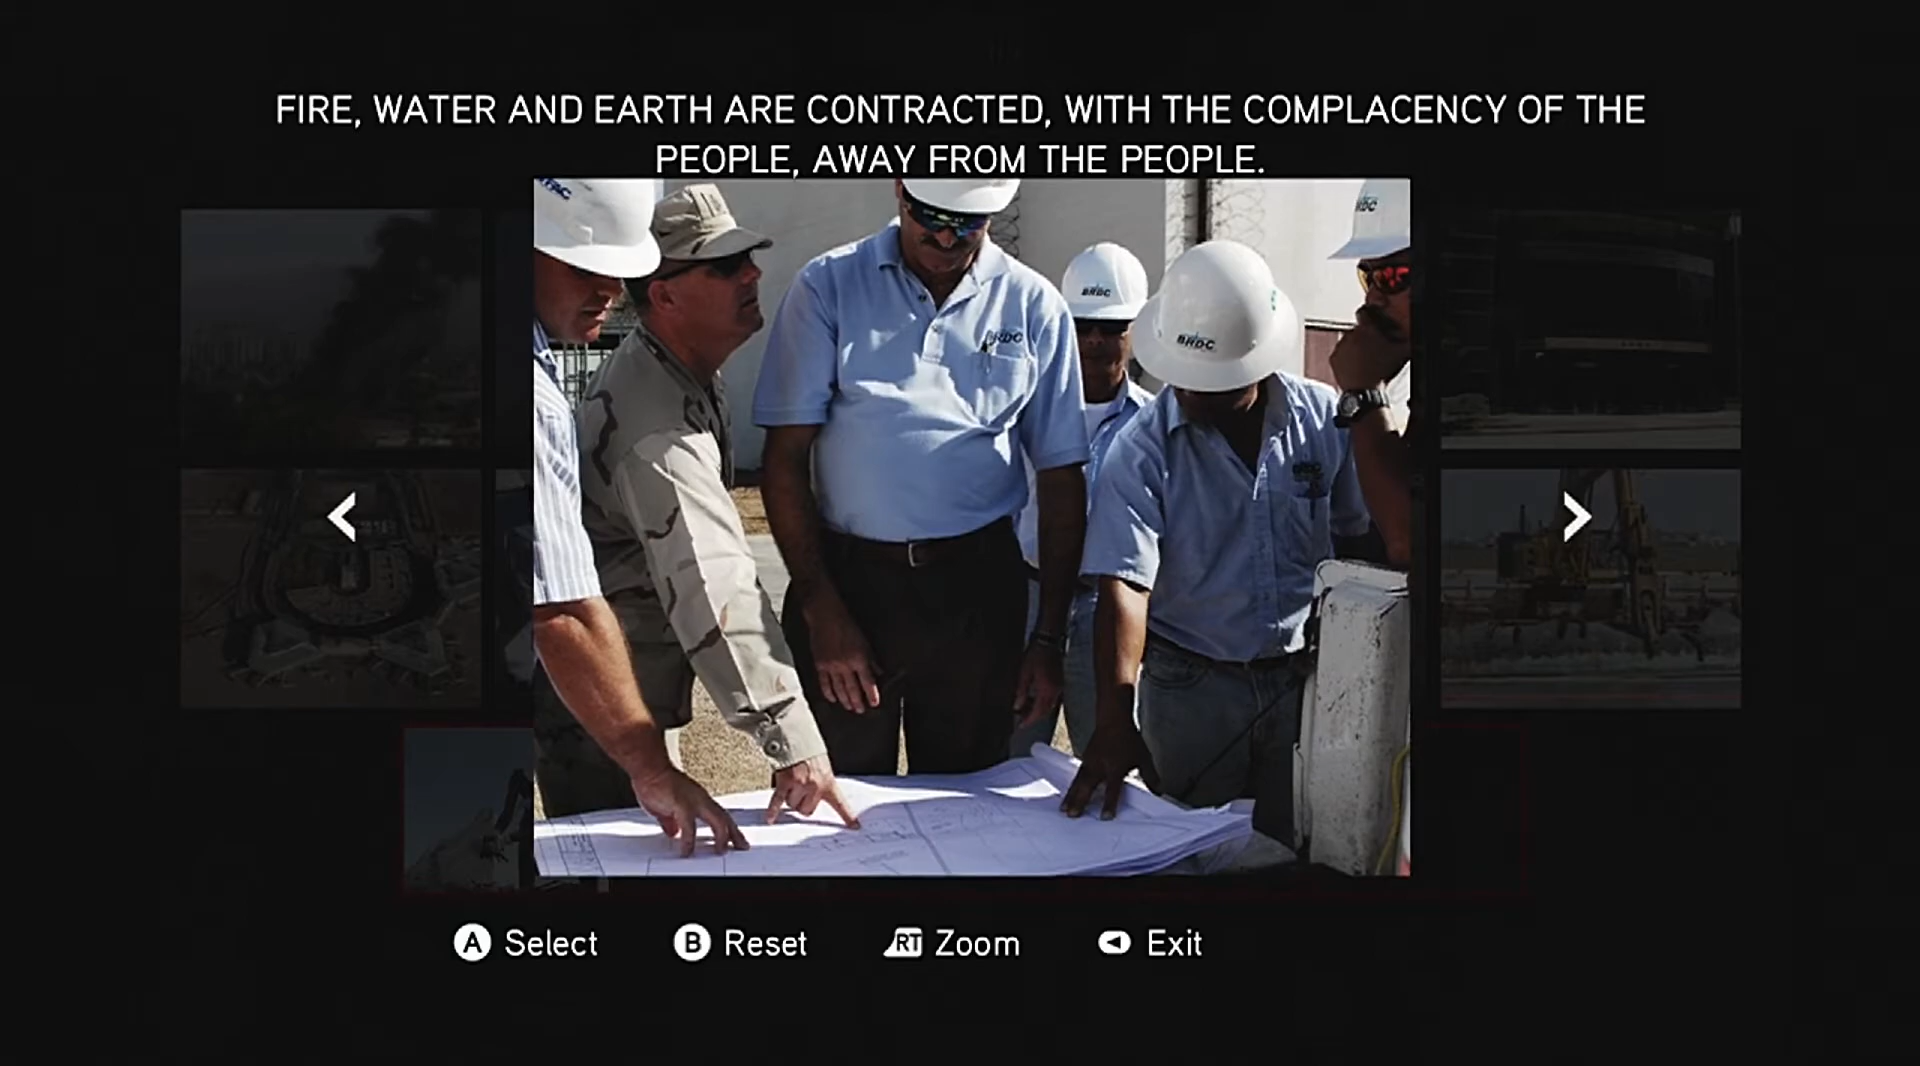 FIRE, WATER AND EARTH ARE CONTRACTED, WITH THE COMPLACENCY OF THE
PEOPLE, AWAY FROM THE PEOPLE.
BRDC
BRDC
BRDC
A Select
B Reset
RT Zoom
Exit